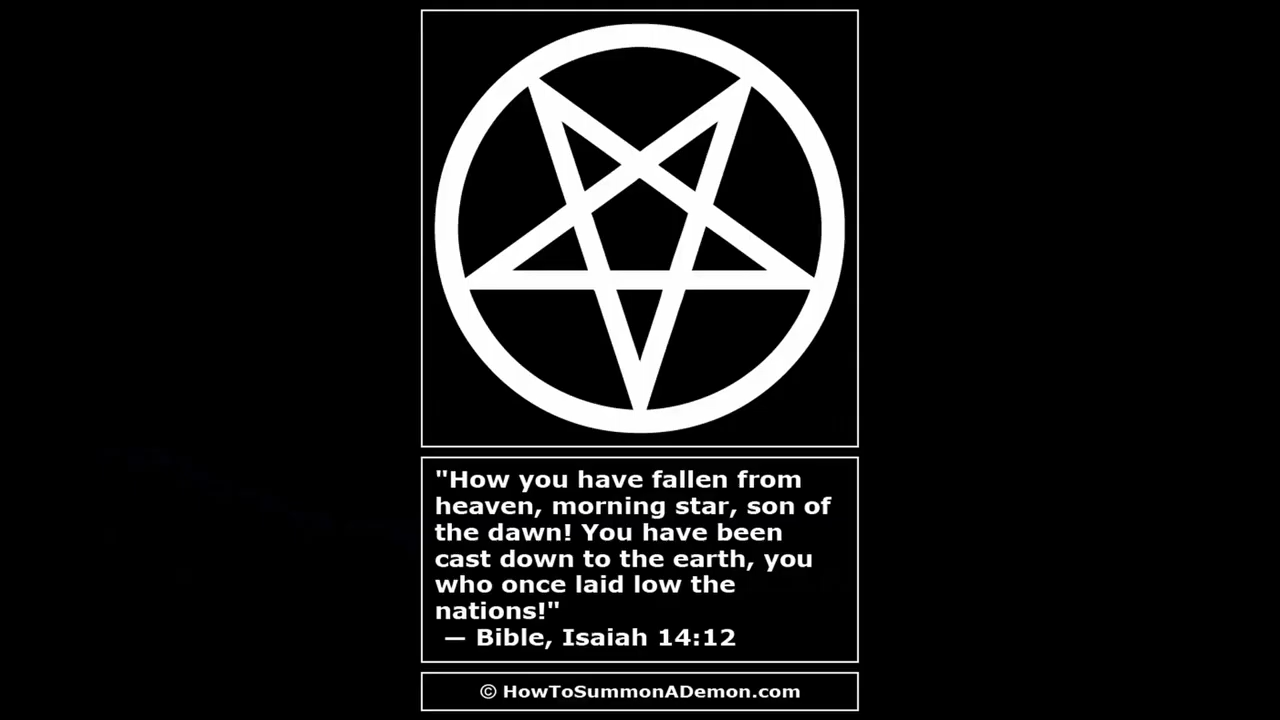 "How you have fallen from
heaven, morning star, son of
the dawn! You have been
cast down to the earth, you
who once laid low the
nations!"
— Bible, Isaiah 14:12
© HowToSummonADemon.com